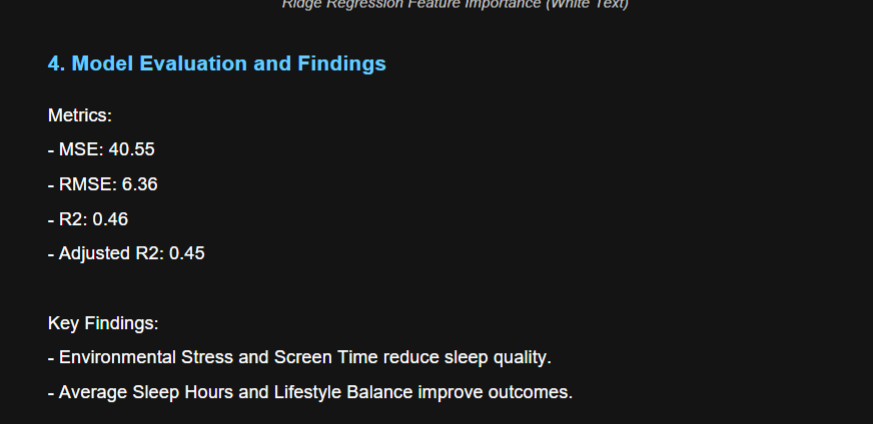 Ridge Regression Feature Importance (White Text)
4. Model Evaluation and Findings
Metrics:
- MSE: 40.55
- RMSE: 6.36
- R2: 0.46
- Adjusted R2: 0.45
Key Findings:
- Environmental Stress and Screen Time reduce sleep quality.
- Average Sleep Hours and Lifestyle Balance improve outcomes.